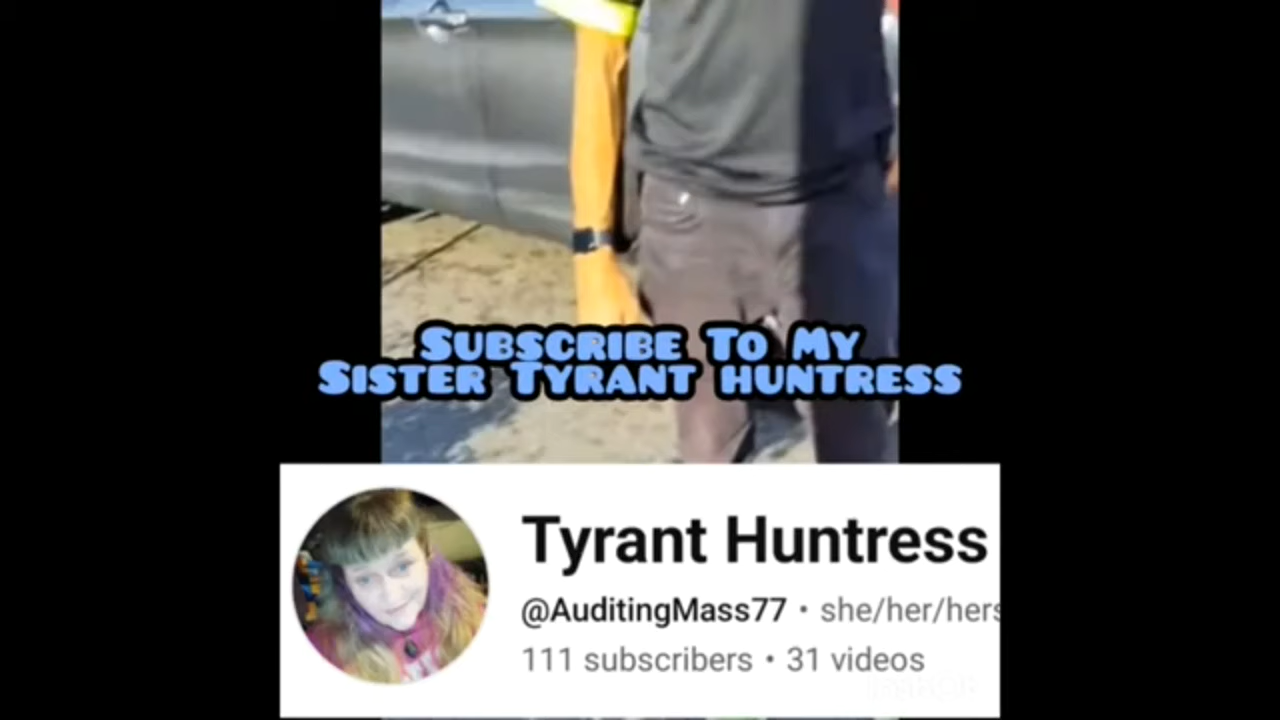 Subscribe To My
Sister Tyrant huntress
Tyrant Huntress
@AuditingMass77 • she/her/hers
111 subscribers • 31 videos